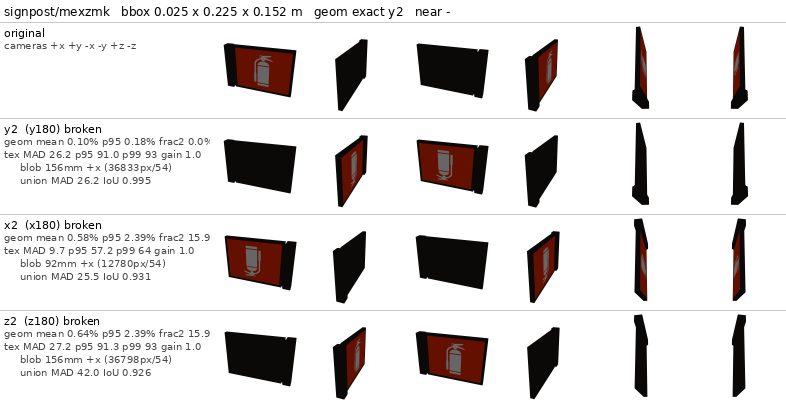 signpost/mexzmk bbox 0.025 x 0.225 x 0.152 m geom exact y2 near -
original
cameras +x +y -x -y +z -z
y2 (y180) broken
geom mean 0.10% p95 0.18% frac2 0.0%
tex MAD 26.2 p95 91.0 p99 93 gain 1.0
blob 156mm +x (36833px/54)
union MAD 26.2 IoU 0.995
x2 (x180) broken
geom mean 0.58% p95 2.39% frac2 15.9
tex MAD 9.7 p95 57.2 p99 64 gain 1.0
blob 92mm +x (12780px/54)
union MAD 25.5 IoU 0.931
z2 (z180) broken
geom mean 0.64% p95 2.39% frac2 15.9
tex MAD 27.2 p95 91.3 p99 93 gain 1.0
blob 156mm +x (36798px/54)
union MAD 42.0 IoU 0.926